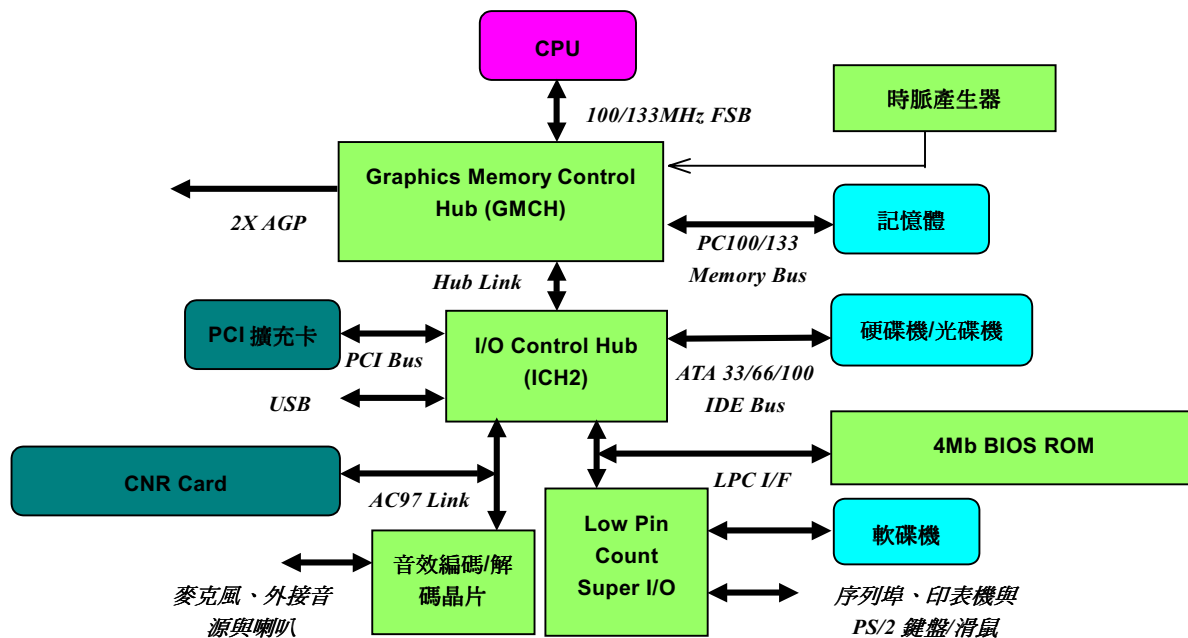 CPU
時脈產生器
100/133MHz FSB
Graphics Memory Control
Hub (GMCH)
2X AGP
記憶體
PC100/133
Memory Bus
Hub Link
PCI 擴充卡
PCI Bus
I/O Control Hub
(ICH2)
硬碟機/光碟機
ATA 33/66/100
IDE Bus
USB
4Mb BIOS ROM
CNR Card
AC97 Link
LPC I/F
Low Pin
Count
Super I/O
軟碟機
音效編碼/解
碼晶片
麥克風、外接音
源與喇叭
序列埠、印表機與
PS/2 鍵盤/滑鼠